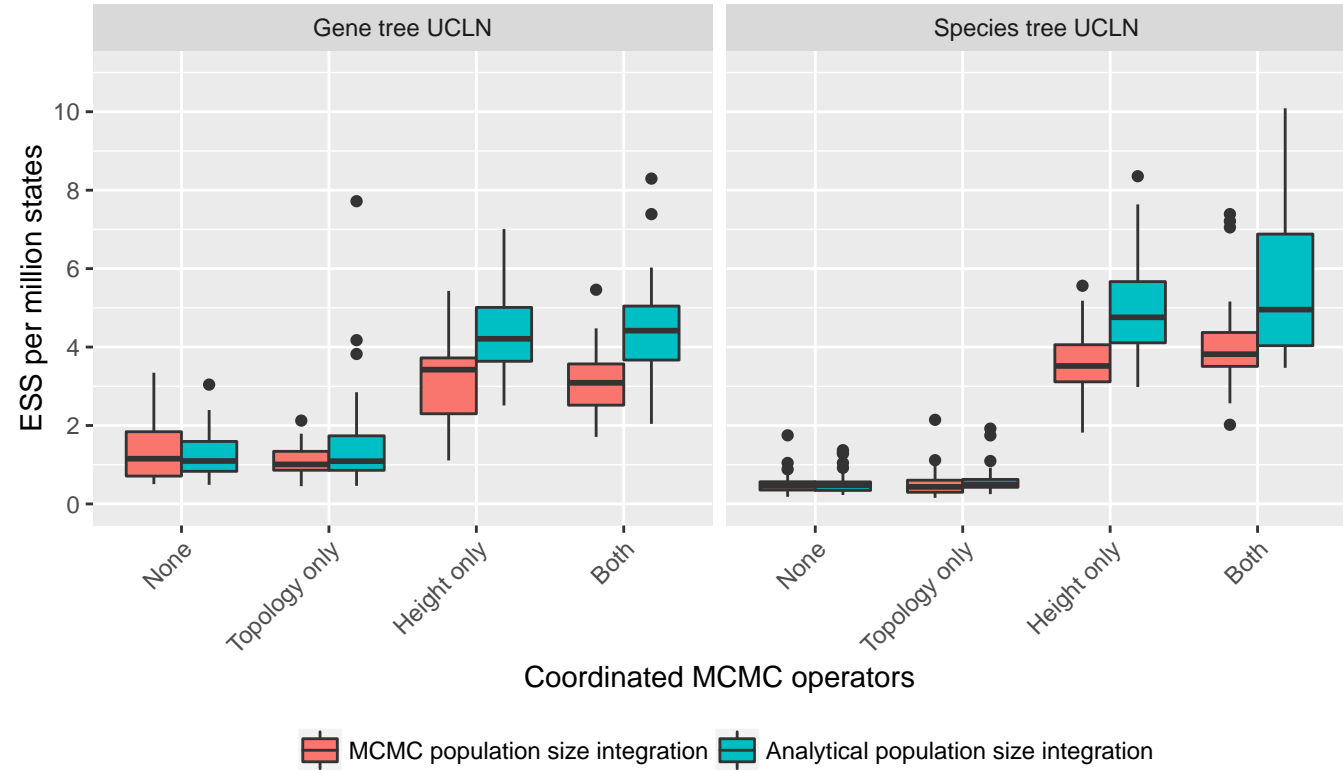 Gene tree UCLN
Species tree UCLN
ESS per million states
10
8
6
4
2
0
None
Topology only
Height only
Both
None
Topology only
Height only
Both
Coordinated MCMC operators
MCMC population size integration
Analytical population size integration